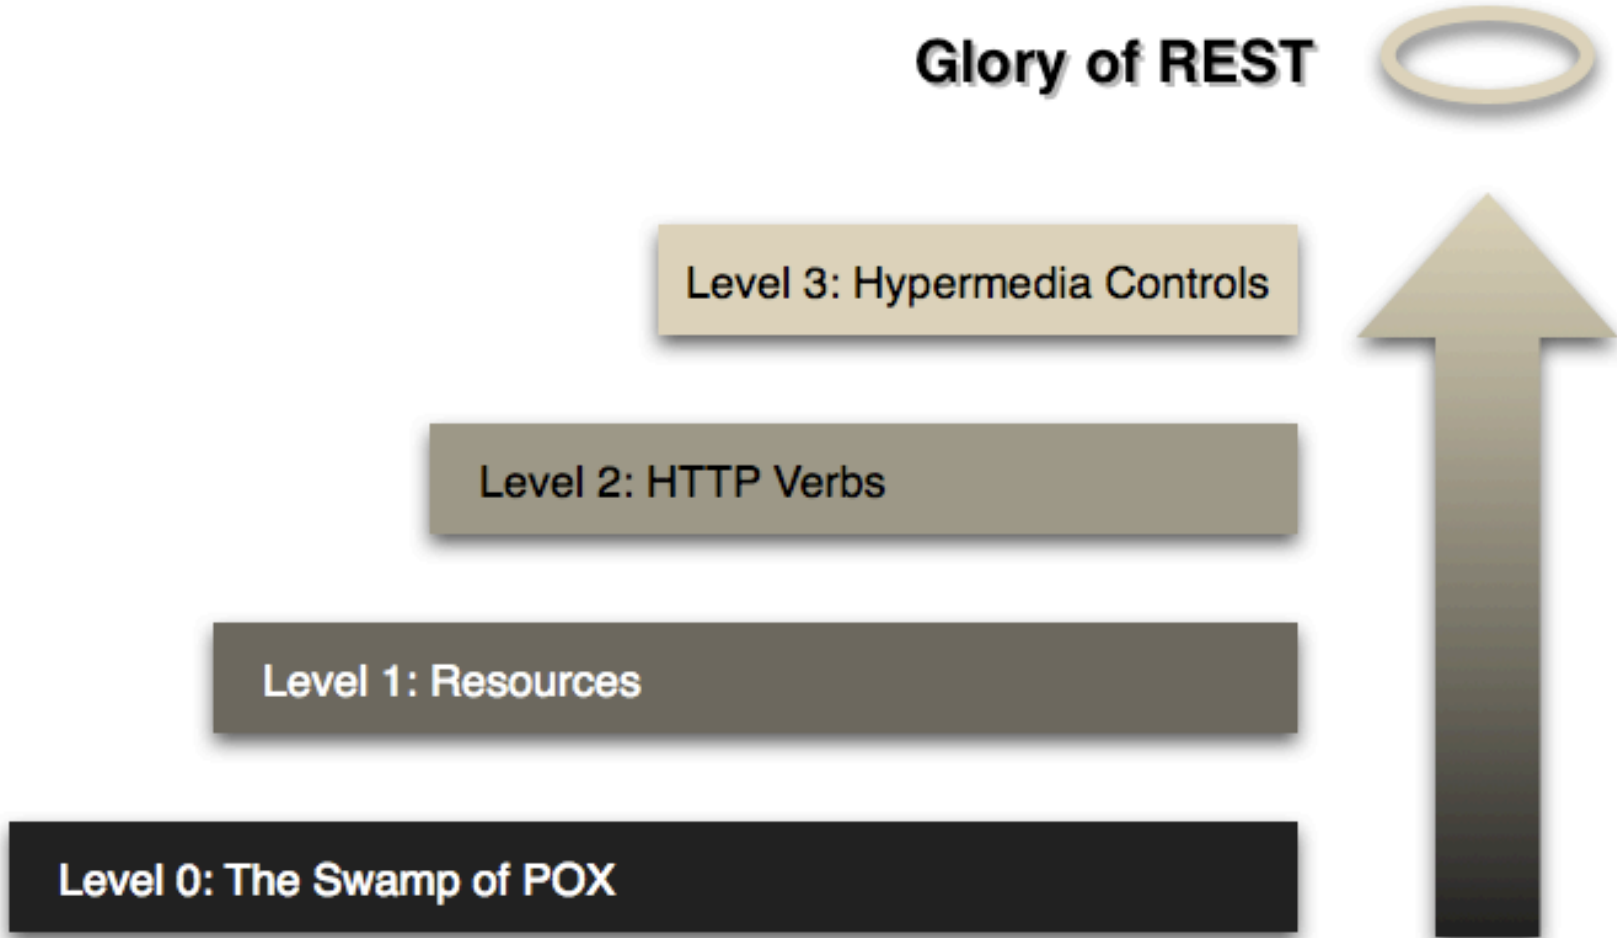 Glory of REST
Level 3: Hypermedia Controls
Level 2: HTTP Verbs
Level 1: Resources
Level 0: The Swamp of POX